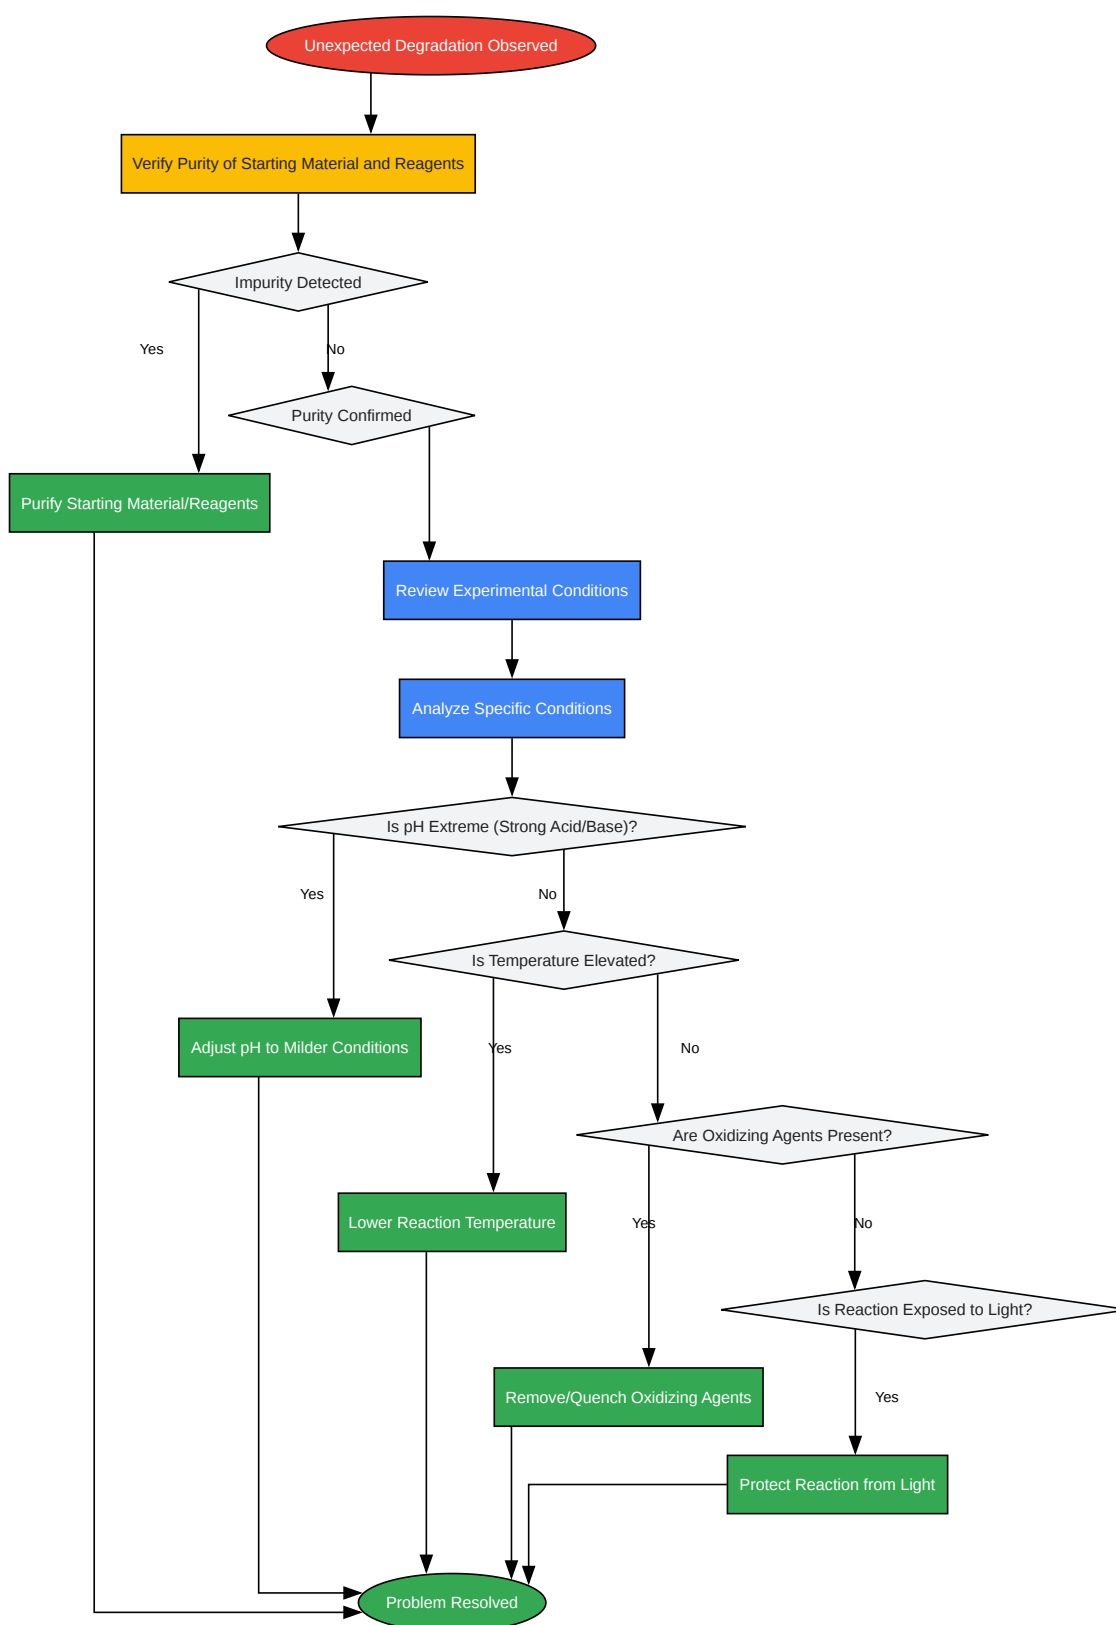 Unexpected Degradation Observed
Verify Purity of Starting Material and Reagents
Impurity Detected
Yes
No
Purity Confirmed
Purify Starting Material/Reagents
Review Experimental Conditions
Analyze Specific Conditions
Is pH Extreme (Strong Acid/Base)?
Yes
No
Is Temperature Elevated?
Adjust pH to Milder Conditions
Yes
No
Are Oxidizing Agents Present?
Lower Reaction Temperature
Yes
No
Is Reaction Exposed to Light?
Remove/Quench Oxidizing Agents
Yes
Protect Reaction from Light
Problem Resolved